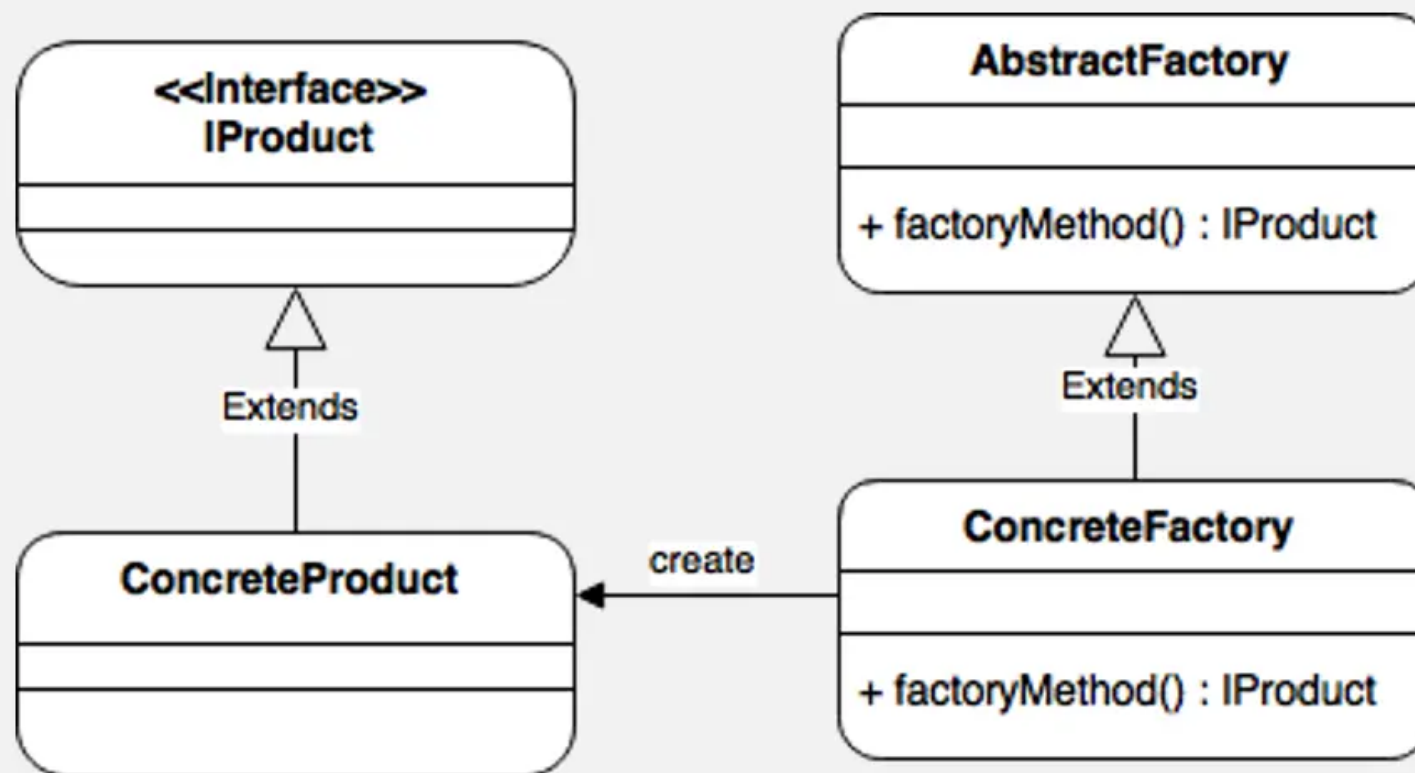 <<Interface>>
IProduct
AbstractFactory
+ factoryMethod() : IProduct
Extends
Extends
ConcreteProduct
create
ConcreteFactory
+ factoryMethod() : IProduct